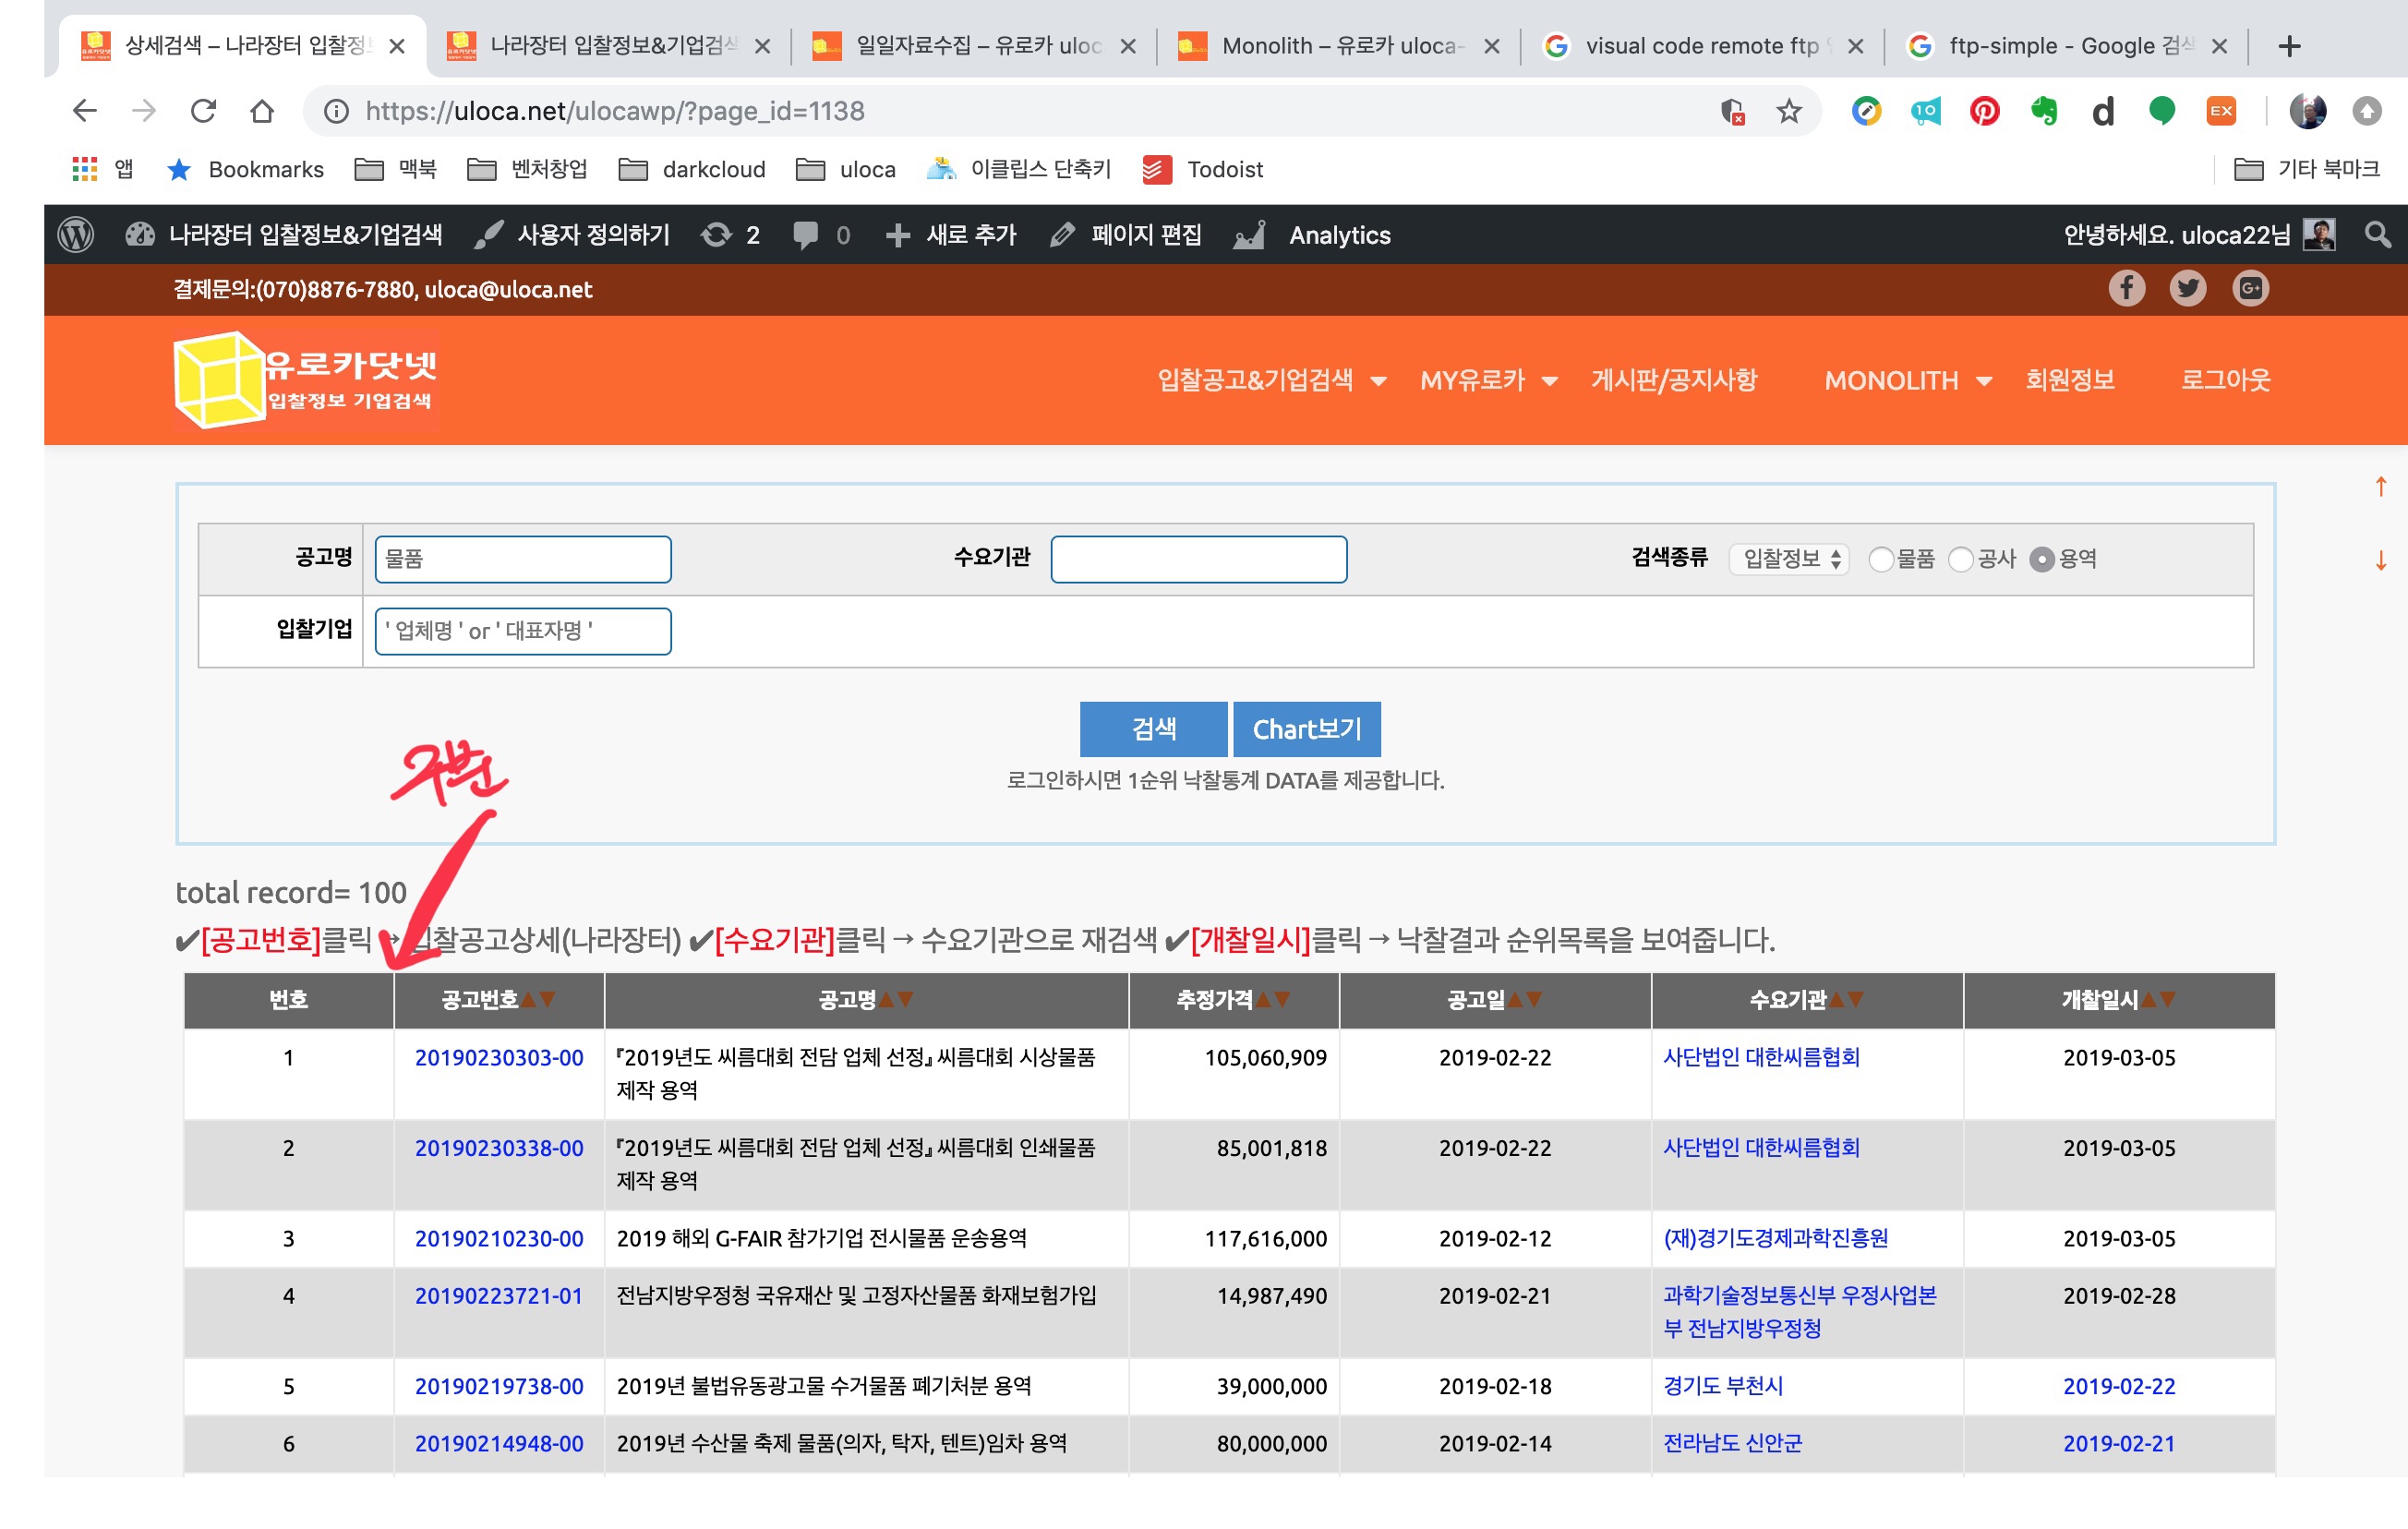 상세검색 – 나라장터 입찰정
나라장터 입찰정보&기업검색
일일자료수집 – 유로카 uloc
Monolith – 유로카 uloca-
visual code remote ftp
ftp-simple - Google 검색
https://uloca.net/ulocawp/?page_id=1138
10
d
EX
앱
Bookmarks
맥북
벤처창업
darkcloud
uloca
이클립스 단축키
Todoist
기타 북마크
나라장터 입찰정보&기업검색
사용자 정의하기
2
0
새로 추가
페이지 편집
Analytics
안녕하세요. uloca22님
결제문의:(070)8876-7880, uloca@uloca.net
유로카닷넷
입찰정보 기업검색
입찰공고&기업검색
MY유로카
게시판/공지사항
MONOLITH
회원정보
로그아웃
↑
공고명 물품 수요기관 검색종류 입찰정보 물품 공사 용역
↓
입찰기업 ' 업체명 ' or ' 대표자명 '
검색 Chart보기
구분
로그인하시면 1순위 낙찰통계 DATA를 제공합니다.
total record= 100
✔[공고번호]클릭 → 입찰공고상세(나라장터) ✔[수요기관]클릭 → 수요기관으로 재검색 ✔[개찰일시]클릭 → 낙찰결과 순위목록을 보여줍니다.
번호 공고번호▲▼ 공고명▲▼ 추정가격▲▼ 공고일▲▼ 수요기관▲▼ 개찰일시▲▼
1 20190230303-00 『2019년도 씨름대회 전담 업체 선정』 씨름대회 시상물품 105,060,909 2019-02-22 사단법인 대한씨름협회 2019-03-05
제작 용역
2 20190230338-00 『2019년도 씨름대회 전담 업체 선정』 씨름대회 인쇄물품 85,001,818 2019-02-22 사단법인 대한씨름협회 2019-03-05
제작 용역
3 20190210230-00 2019 해외 G-FAIR 참가기업 전시물품 운송용역 117,616,000 2019-02-12 (재)경기도경제과학진흥원 2019-03-05
4 20190223721-01 전남지방우정청 국유재산 및 고정자산물품 화재보험가입 14,987,490 2019-02-21 과학기술정보통신부 우정사업본 2019-02-28
부 전남지방우정청
5 20190219738-00 2019년 불법유동광고물 수거물품 폐기처분 용역 39,000,000 2019-02-18 경기도 부천시 2019-02-22
6 20190214948-00 2019년 수산물 축제 물품(의자, 탁자, 텐트)임차 용역 80,000,000 2019-02-14 전라남도 신안군 2019-02-21